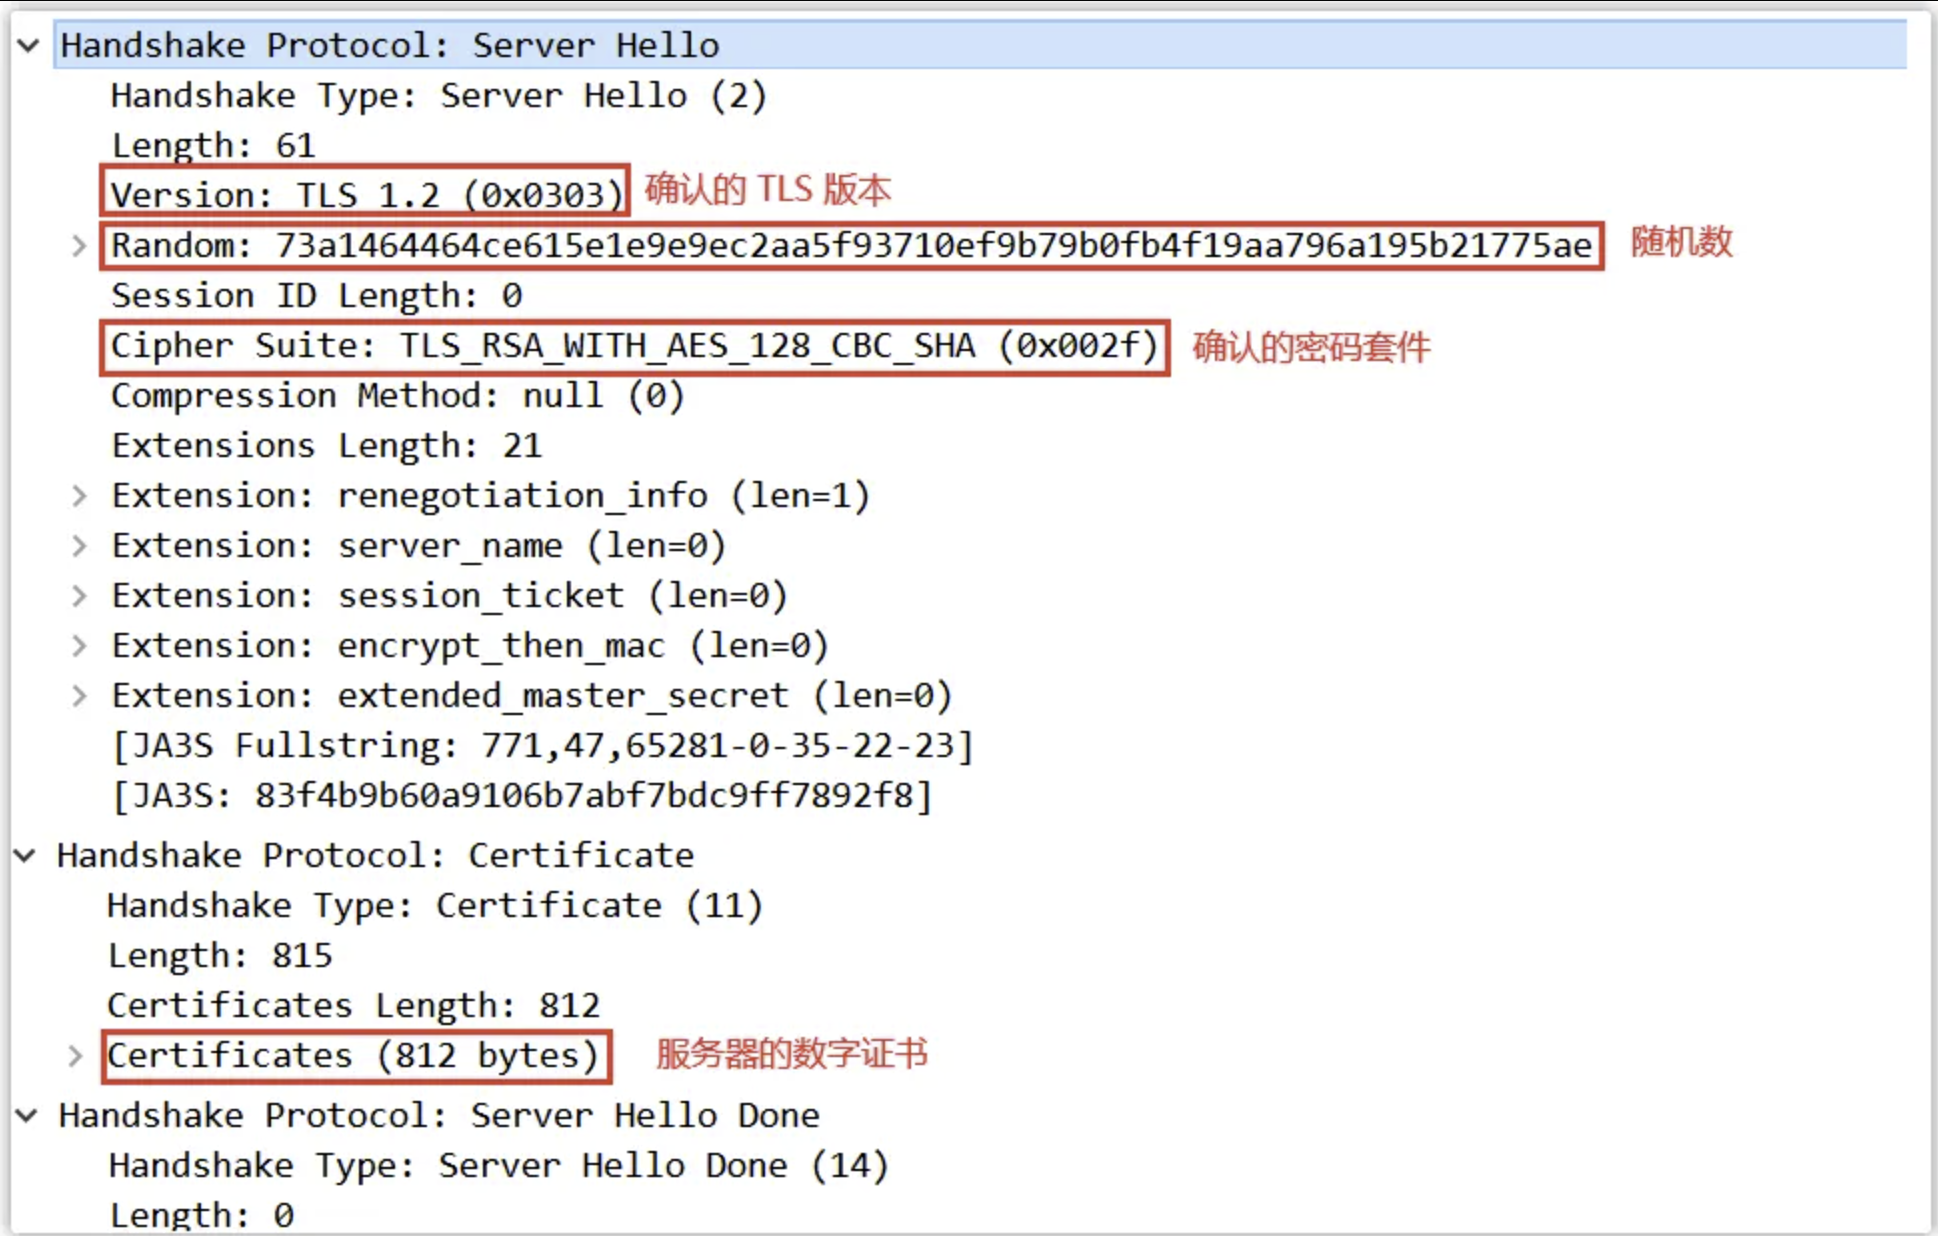 Handshake Protocol: Server Hello
Handshake Type: Server Hello (2)
Length: 61
Version: TLS 1.2 (0x0303) 确认的 TLS 版本
Random: 73a1464464ce615e1e9e9ec2aa5f93710ef9b79b0fb4f19aa796a195b21775ae 随机数
Session ID Length: 0
Cipher Suite: TLS_RSA_WITH_AES_128_CBC_SHA (0x002f) 确认的密码套件
Compression Method: null (0)
Extensions Length: 21
Extension: renegotiation_info (len=1)
Extension: server_name (len=0)
Extension: session_ticket (len=0)
Extension: encrypt_then_mac (len=0)
Extension: extended_master_secret (len=0)
[JA3S Fullstring: 771,47,65281-0-35-22-23]
[JA3S: 83f4b9b60a9106b7abf7bdc9ff7892f8]
Handshake Protocol: Certificate
Handshake Type: Certificate (11)
Length: 815
Certificates Length: 812
Certificates (812 bytes) 服务器的数字证书
Handshake Protocol: Server Hello Done
Handshake Type: Server Hello Done (14)
Length: 0